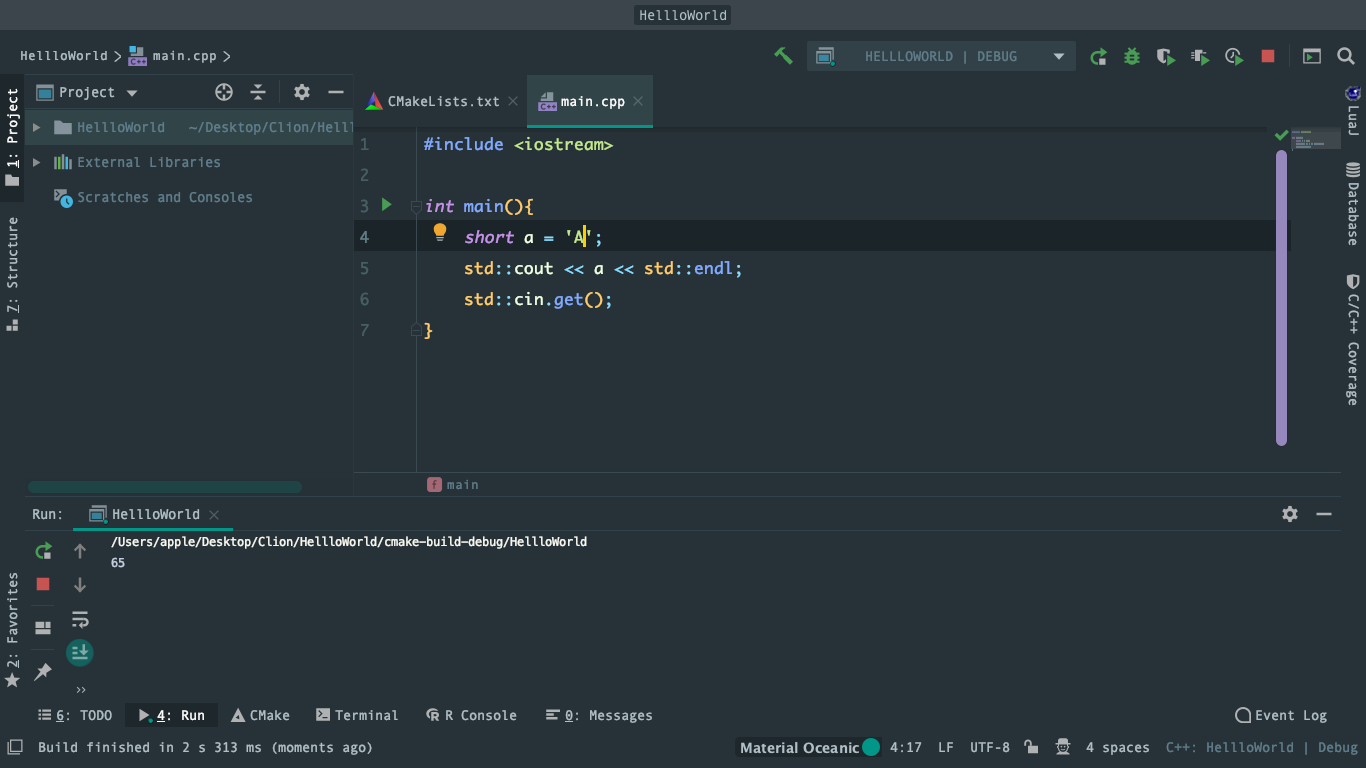 HellloWorld
HellloWorld
main.cpp
HELLLOWORLD | DEBUG
1: Project
Z: Structure
2: Favorites
Project
HellloWorld ~/Desktop/Clion/Helll
External Libraries
Scratches and Consoles
CMakeLists.txt
main.cpp
1 #include <iostream>
2
3 int main(){
4 short a = 'A';
5 std::cout << a << std::endl;
6 std::cin.get();
7 }
f main
LuaJ
Database
C/C++ Coverage
Run: HellloWorld
/Users/apple/Desktop/Clion/HellloWorld/cmake-build-debug/HellloWorld
65
6: TODO 4: Run CMake Terminal R Console 0: Messages Event Log
Build finished in 2 s 313 ms (moments ago) Material Oceanic 4:17 LF UTF-8 4 spaces C++: HellloWorld | Debug